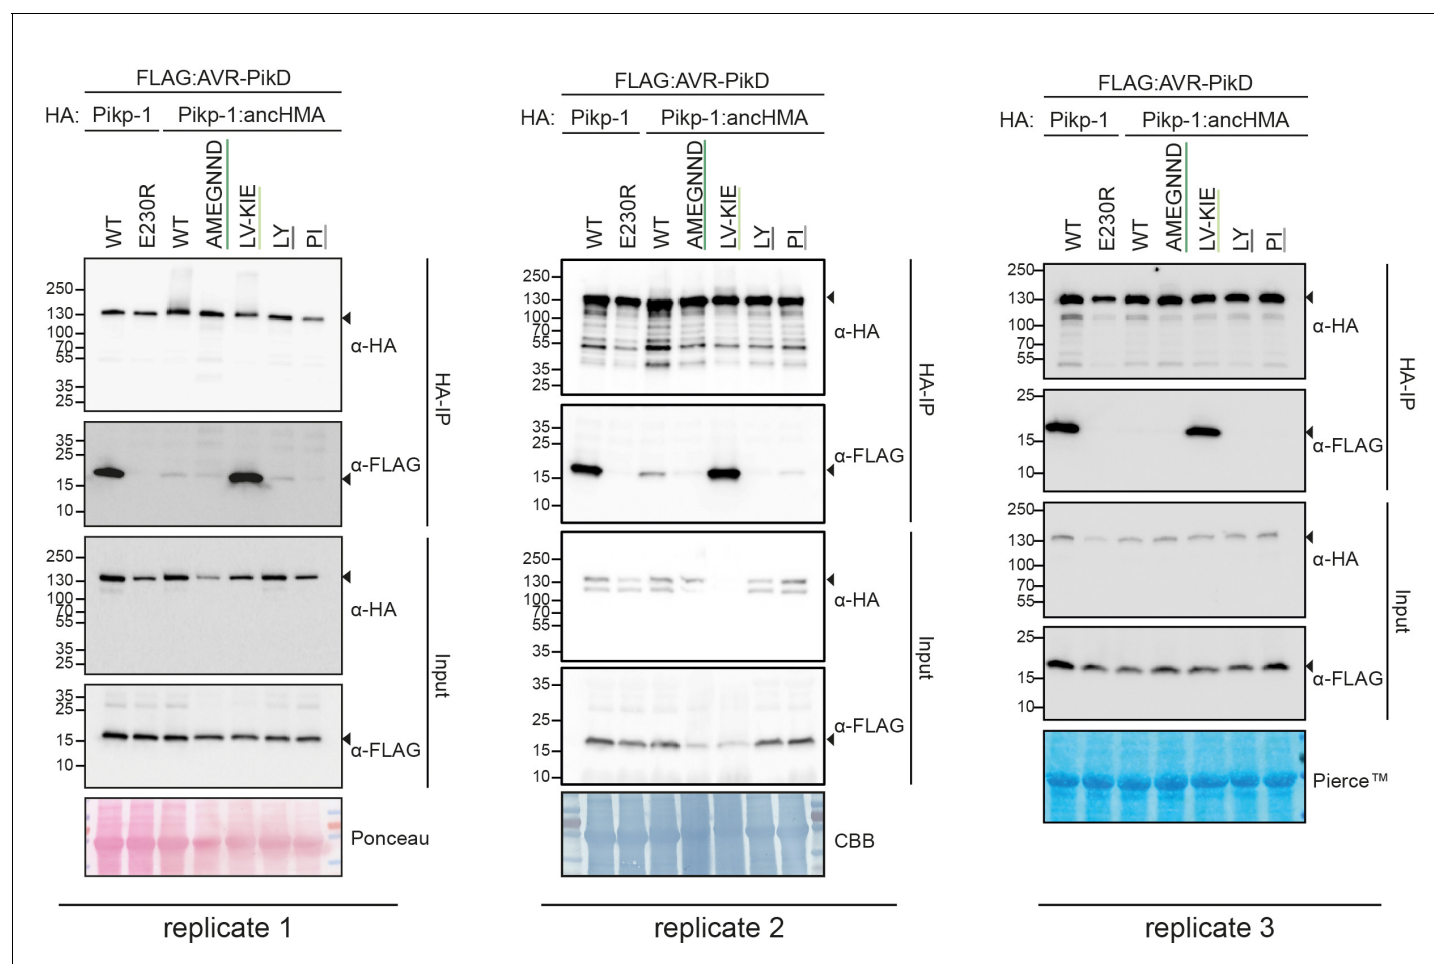 FLAG:AVR-PikD
HA: Pikp-1 Pikp-1:ancHMA
WT E230R WT AMEGNND LV-KIE LY PI
250
130
100
70
55
35
25
α-HA
35
25
15
10
α-FLAG
HA-IP
250
130
100
70
55
35
25
α-HA
35
25
15
10
α-FLAG
Input
Ponceau
replicate 1
FLAG:AVR-PikD
HA: Pikp-1 Pikp-1:ancHMA
WT E230R WT AMEGNND LV-KIE LY PI
250
130
100
70
55
35
25
α-HA
35
25
15
10
α-FLAG
HA-IP
250
130
100
70
55
35
α-HA
35
25
15
10
α-FLAG
Input
CBB
replicate 2
FLAG:AVR-PikD
HA: Pikp-1 Pikp-1:ancHMA
WT E230R WT AMEGNND LV-KIE LY PI
250
130
100
70
55
α-HA
25
15
10
α-FLAG
HA-IP
250
130
100
70
55
α-HA
25
15
10
α-FLAG
Input
Pierce™
replicate 3